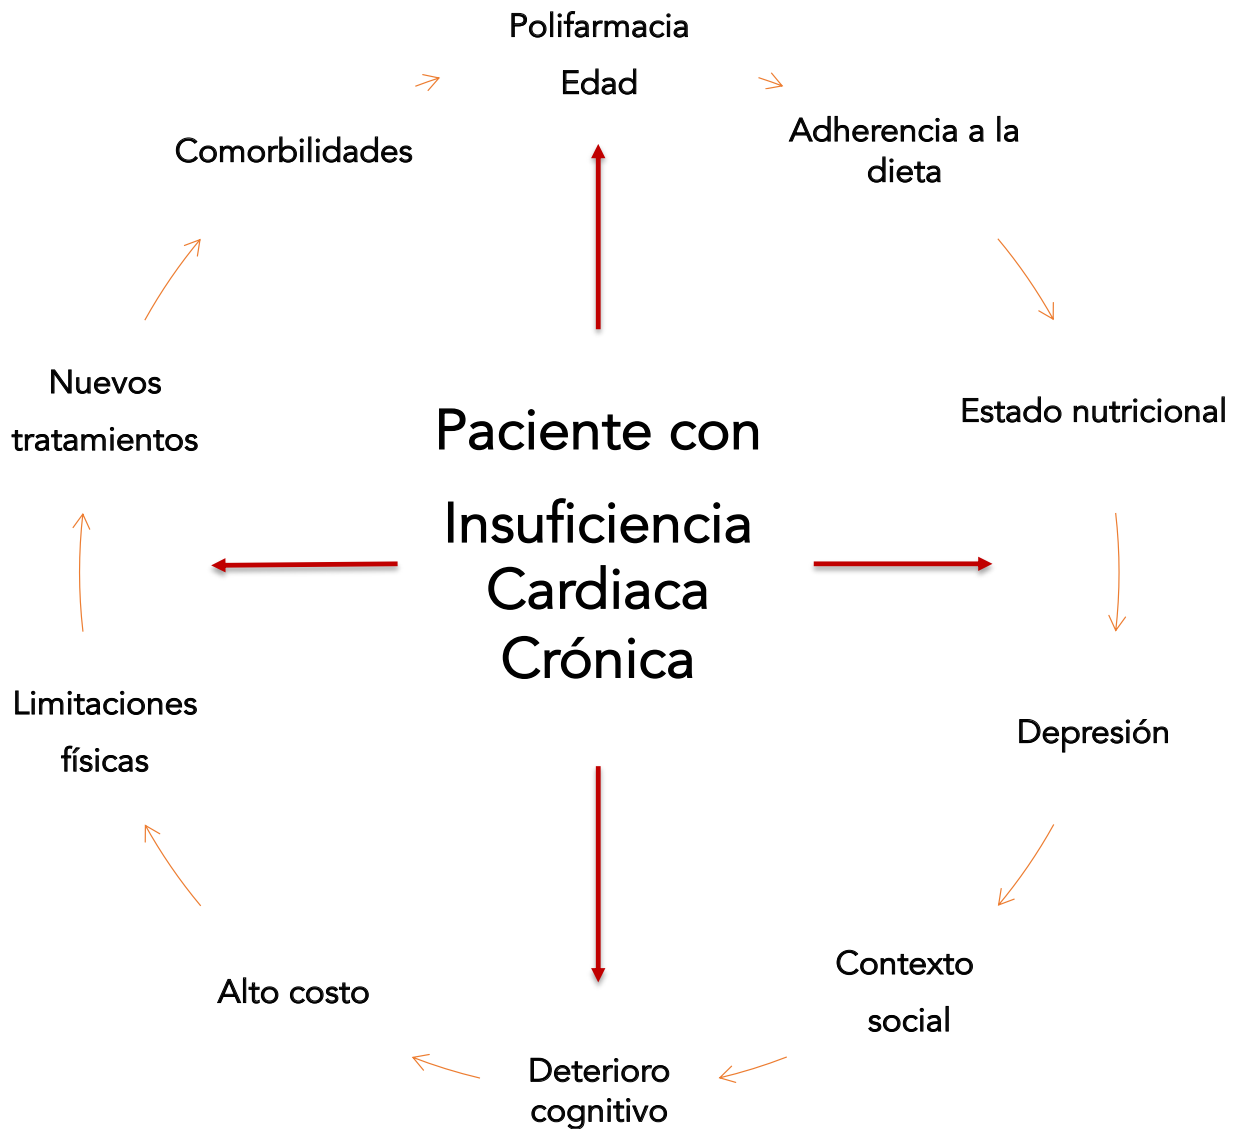 Polifarmacia
Edad
Adherencia a la
dieta
Estado nutricional
Depresión
Contexto
social
Deterioro
cognitivo
Alto costo
Limitaciones
físicas
Nuevos
tratamientos
Comorbilidades
Paciente con
Insuficiencia
Cardiaca
Crónica